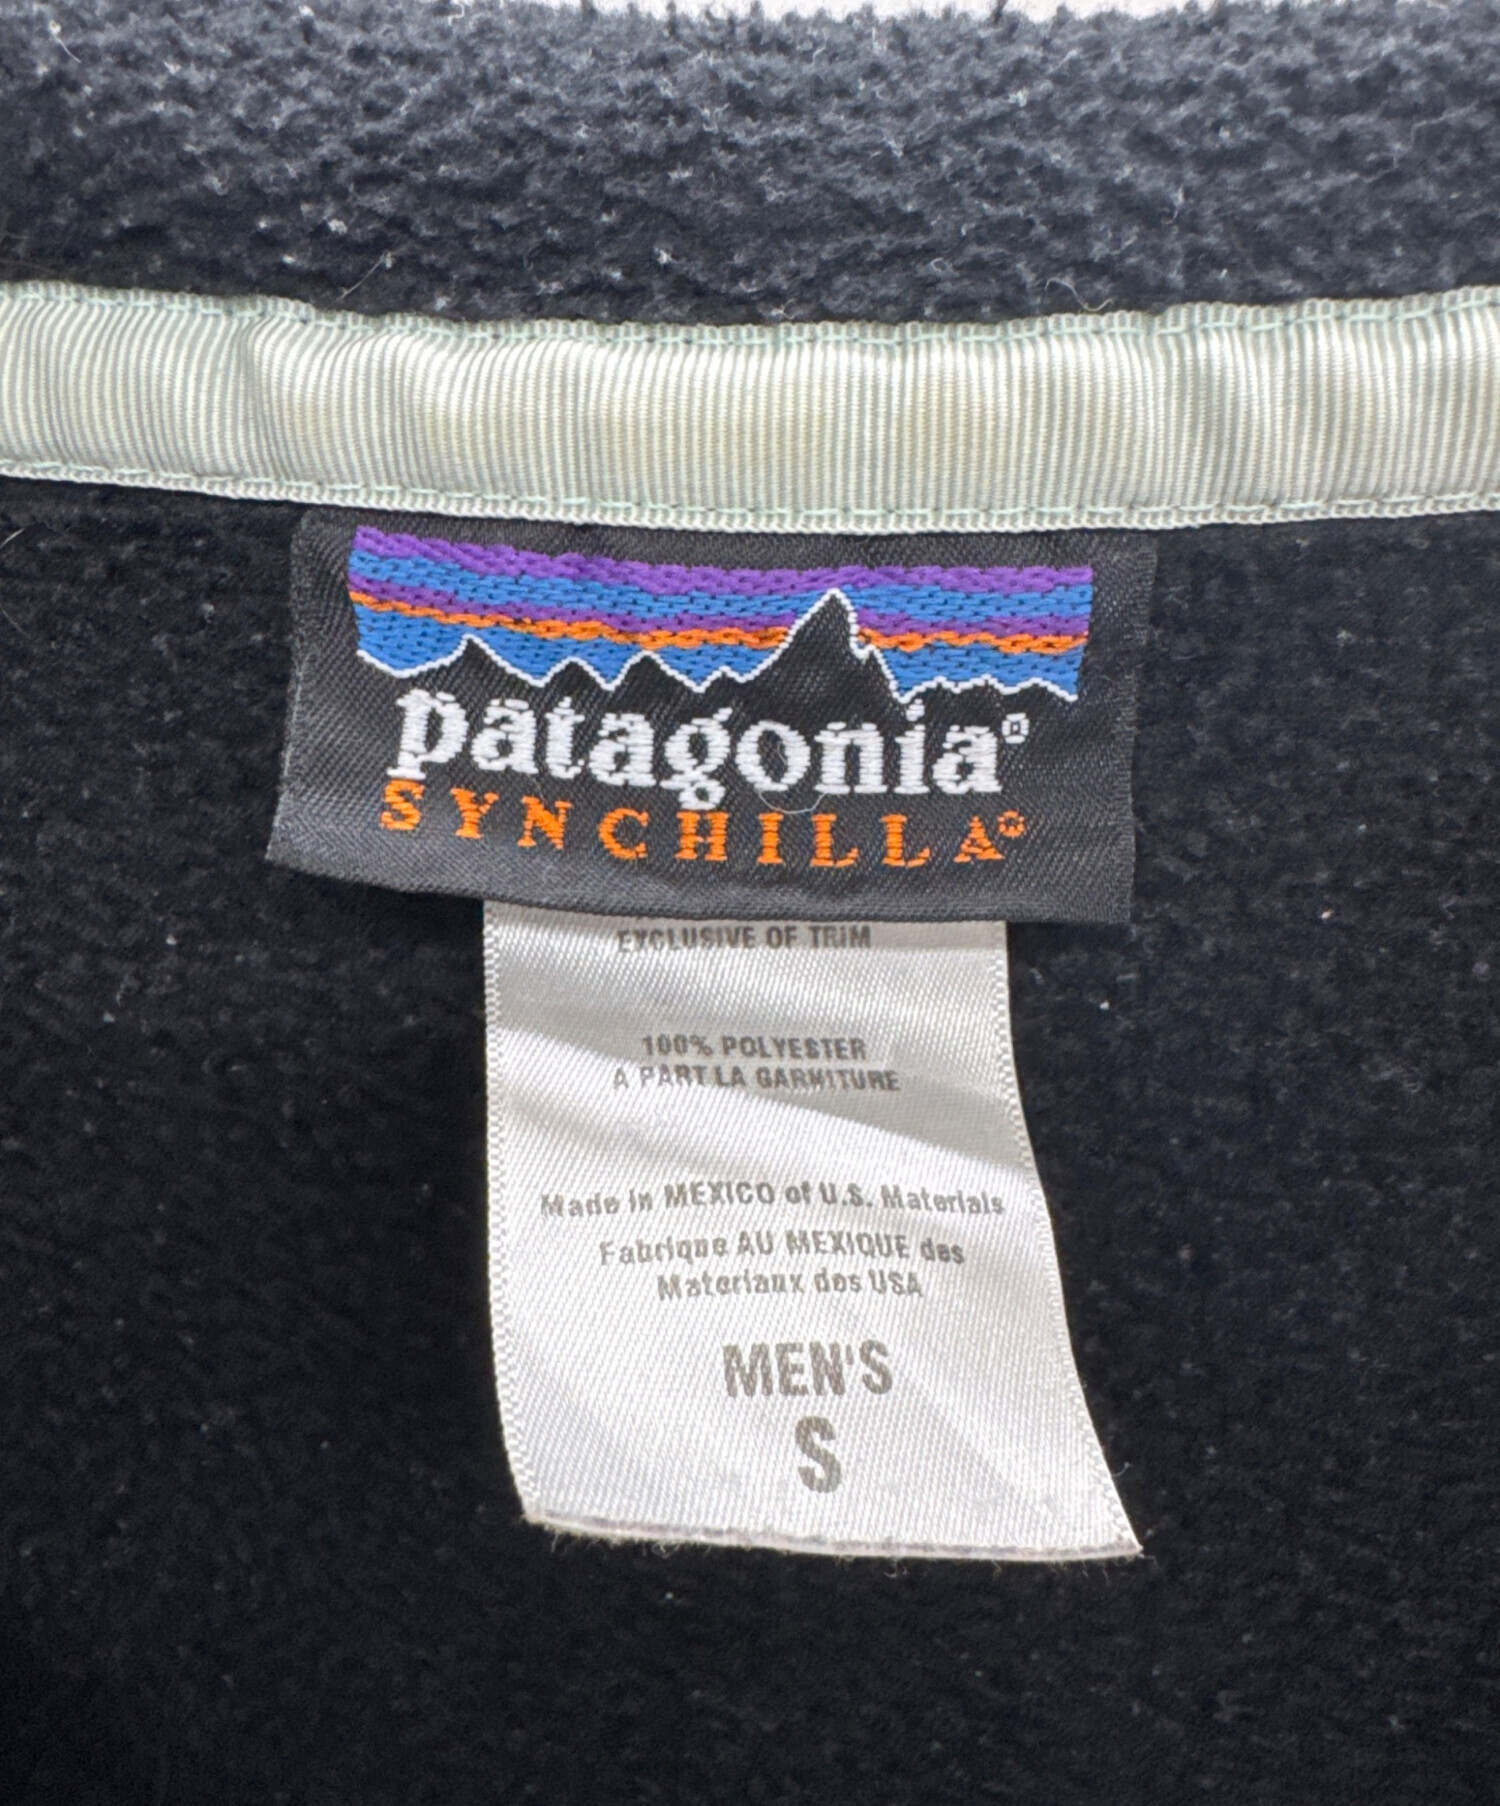 patagonia®
SYNCHILLA®
EXCLUSIVE OF TRIM
100% POLYESTER
A PART LA GARNITURE
Made in MEXICO of U.S. Materials
Fabrique AU MEXIQUE des
Materiaux des USA
MEN'S
S